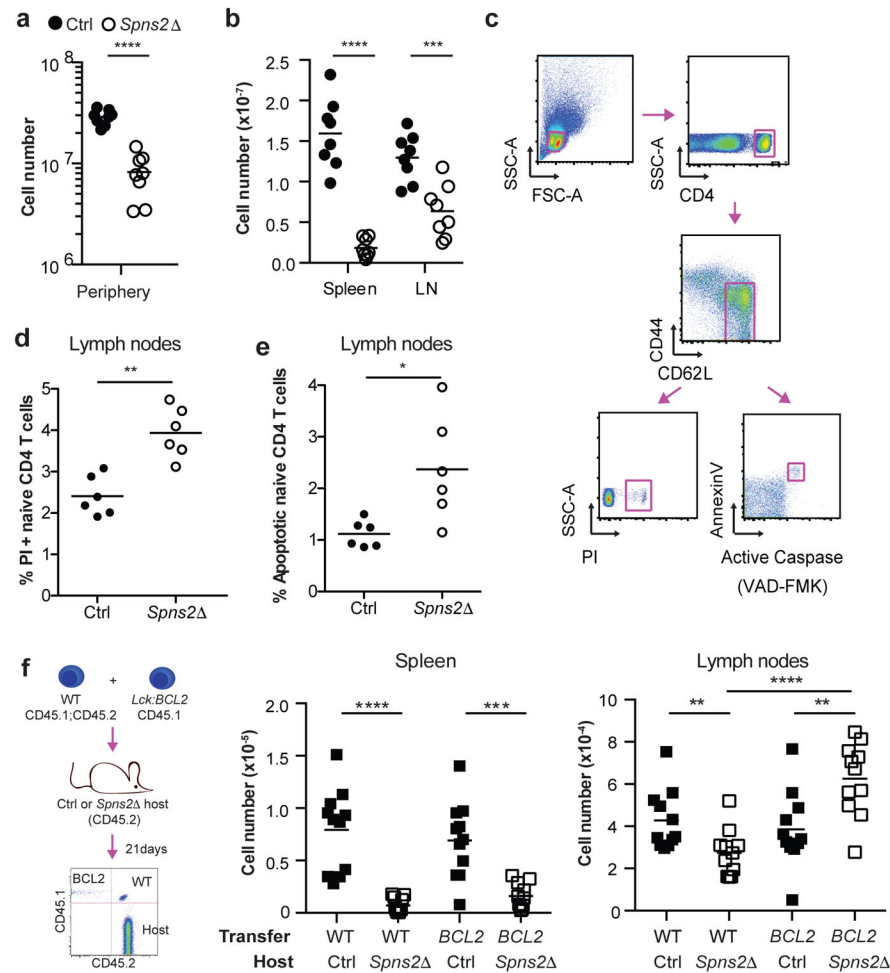 a
Ctrl
Spns2Δ
****
10^8
10^7
10^6
Cell number
Periphery
b
****
***
2.5
2.0
1.5
1.0
0.5
0.0
Cell number (x10^-7)
Spleen
LN
c
SSC-A
FSC-A
SSC-A
CD4
CD44
CD62L
SSC-A
PI
AnnexinV
Active Caspase
(VAD-FMK)
d
Lymph nodes
**
5
4
3
2
1
0
% PI+ naive CD4 T cells
Ctrl
Spns2Δ
e
Lymph nodes
*
4
3
2
1
0
% Apoptotic naive CD4 T cells
Ctrl
Spns2Δ
f
+
WT
Lck:BCL2
CD45.1;CD45.2
CD45.1
Ctrl or Spns2Δ host
(CD45.2)
21days
BCL2
WT
Host
CD45.1
CD45.2
Spleen
****
***
2.0
1.5
1.0
0.5
0
Cell number (x10^-5)
Transfer WT WT BCL2 BCL2
Host Ctrl Spns2Δ Ctrl Spns2Δ
Lymph nodes
****
**
**
10
8
6
4
2
0
Cell number (x10^-4)
WT WT BCL2 BCL2
Ctrl Spns2Δ Ctrl Spns2Δ